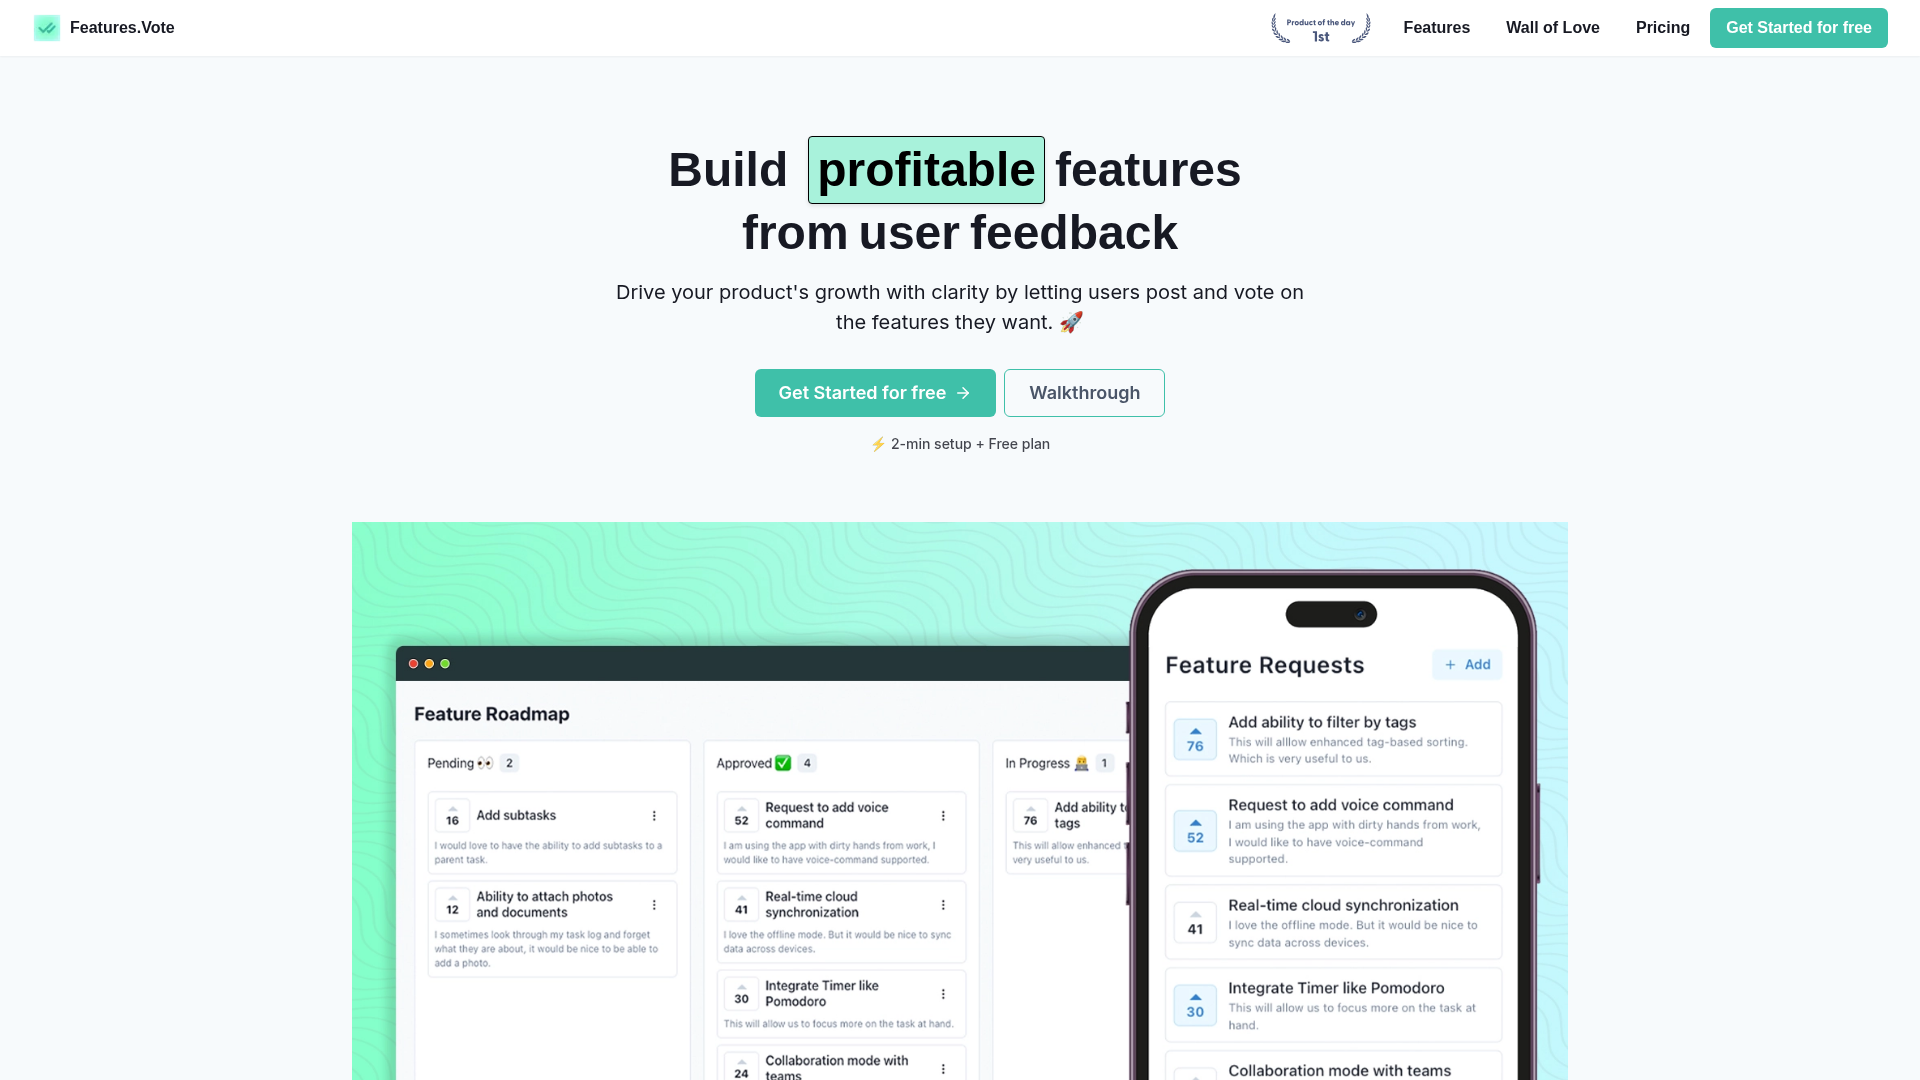 Features.Vote
Product of the day
1st
Features
Wall of Love
Pricing
Get Started for free
Build profitable features
from user feedback
Drive your product's growth with clarity by letting users post and vote on
the features they want. 🚀
Get Started for free →
Walkthrough
⚡ 2-min setup + Free plan
Feature Roadmap
Pending 👀 2
16
Add subtasks
I would love to have the ability to add subtasks to a
parent task.
12
Ability to attach photos
and documents
I sometimes look through my task log and forget
what they are about, it would be nice to be able to
add a photo.
Approved ✅ 4
52
Request to add voice
command
I am using the app with dirty hands from work, I
would like to have voice-command supported.
41
Real-time cloud
synchronization
I love the offline mode. But it would be nice to sync
data across devices.
30
Integrate Timer like
Pomodoro
This will allow us to focus more on the task at hand.
24
Collaboration mode with
teams
In Progress 👨‍💻 1
76
Add ability to
tags
This will allow enhanced
very useful to us.
Feature Requests
+ Add
76
Add ability to filter by tags
This will alllow enhanced tag-based sorting.
Which is very useful to us.
52
Request to add voice command
I am using the app with dirty hands from work,
I would like to have voice-command
supported.
41
Real-time cloud synchronization
I love the offline mode. But it would be nice to
sync data across devices.
30
Integrate Timer like Pomodoro
This will allow us to focus more on the task at
hand.
Collaboration mode with teams